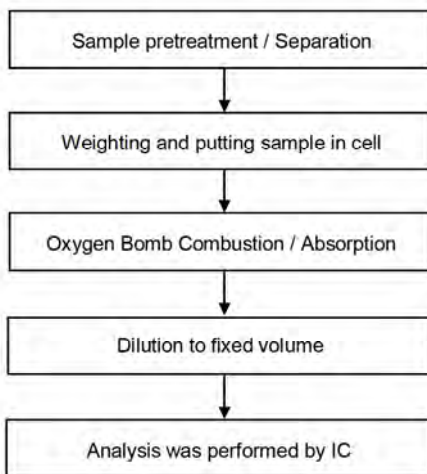 Sample pretreatment / Separation
Weighting and putting sample in cell
Oxygen Bomb Combustion / Absorption
Dilution to fixed volume
Analysis was performed by IC